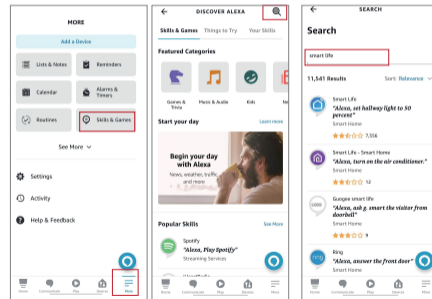 MORE
Add a Device
Lists & Notes
Reminders
Calendar
Alarms &
Timers
Routines
Skills & Games
See More
Settings
Activity
Help & Feedback
Home
Communicate
Play
Devices
More
DISCOVER ALEXA
Skills & Games
Things to Try
Your Skills
Featured Categories
Games &
Trivia
Music & Audio
Kids
Start your day
Learn more
Begin your day
with Alexa
News, weather, traffic,
and more
Popular Skills
See More
Spotify
"Alexa, Play Spotify"
Streaming Services
Home
Communicate
Play
Devices
More
SEARCH
Search
smart life
11,541 Results
Sort: Relevance
Smart Life
"Alexa, set hallway light to 50
percent"
Smart Home
7,556
Smart Life - Smart Home
"Alexa, turn on the air conditioner."
Smart Home
12
Guogee smart life
"Alexa, ask g. smart the visitor from
doorbell"
Smart Home
9
Ring
ring
"Alexa, answer the front door"
Smart Home
Home
Communicate
Play
Devices
More